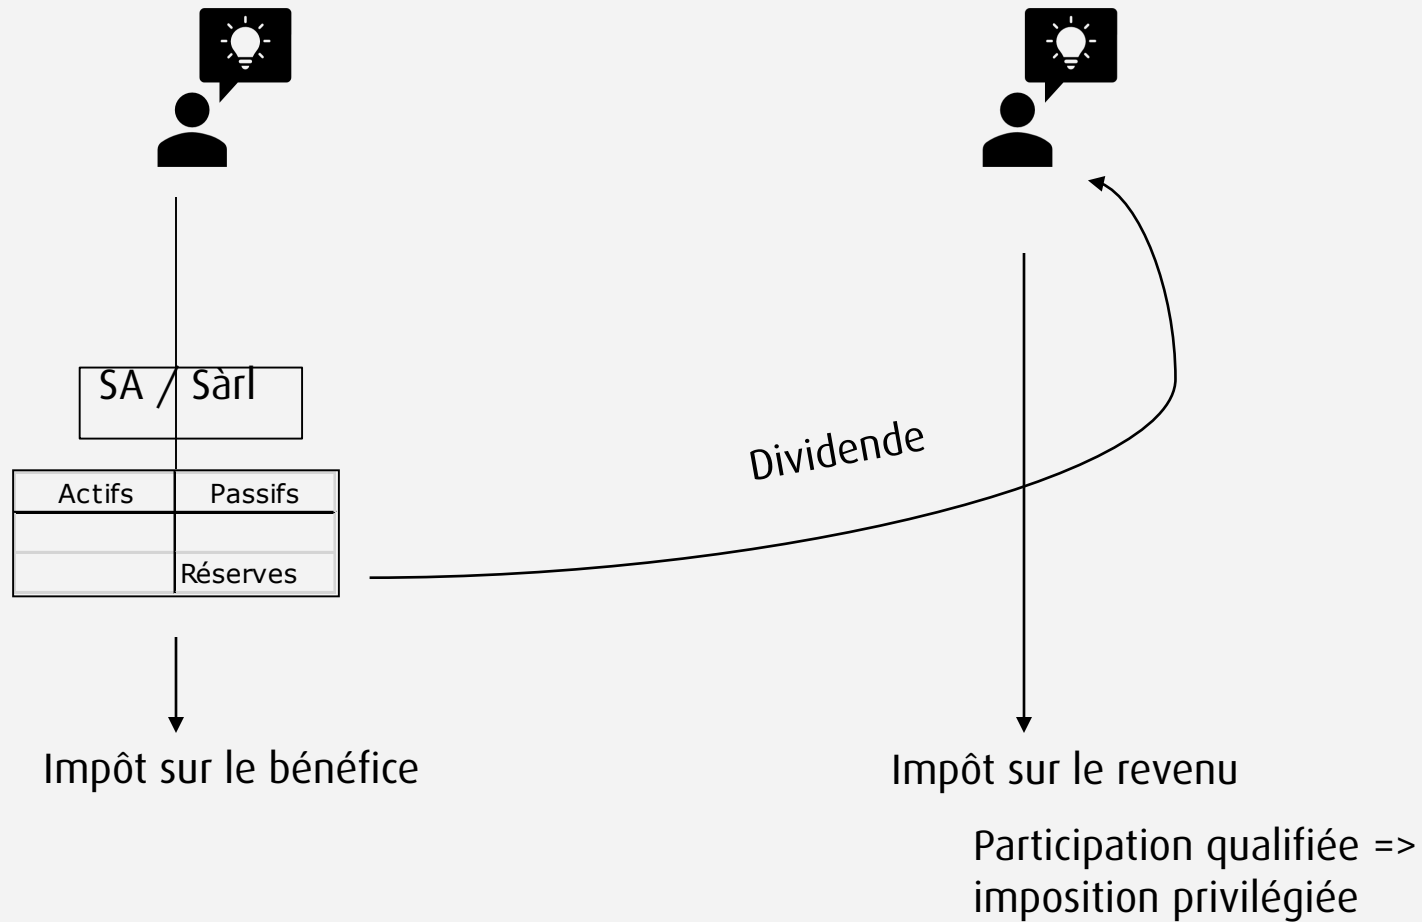 SA / Sàrl
Dividende
Actifs Passifs
Réserves
Impôt sur le bénéfice
Impôt sur le revenu
Participation qualifiée =>
imposition privilégiée